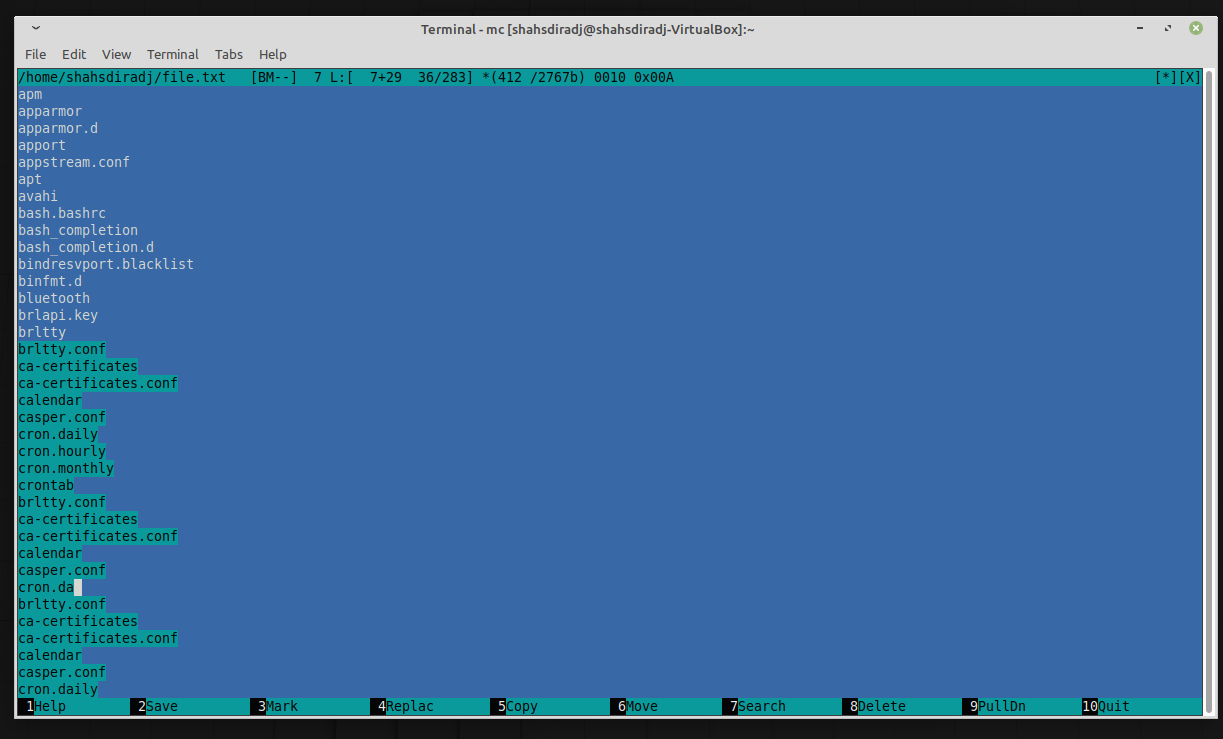 Terminal - mc [shahsdiradj@shahsdiradj-VirtualBox]:~
File Edit View Terminal Tabs Help
/home/shahsdiradj/file.txt [BM--] 7 L:[ 7+29 36/283] *(412 /2767b) 0010 0x00A [*][X]
apm
apparmor
apparmor.d
apport
appstream.conf
apt
avahi
bash.bashrc
bash_completion
bash_completion.d
bindresvport.blacklist
binfmt.d
bluetooth
brlapi.key
brltty
brltty.conf
ca-certificates
ca-certificates.conf
calendar
casper.conf
cron.daily
cron.hourly
cron.monthly
crontab
brltty.conf
ca-certificates
ca-certificates.conf
calendar
casper.conf
cron.da
brltty.conf
ca-certificates
ca-certificates.conf
calendar
casper.conf
cron.daily
1Help 2Save 3Mark 4Replac 5Copy 6Move 7Search 8Delete 9PullDn 10Quit